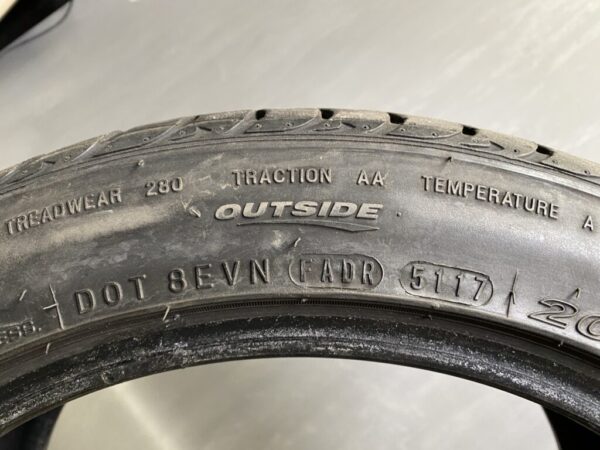 TREADWEAR 280 TRACTION AA TEMPERATURE A
OUTSIDE
DOT 8EVN FADR 5117